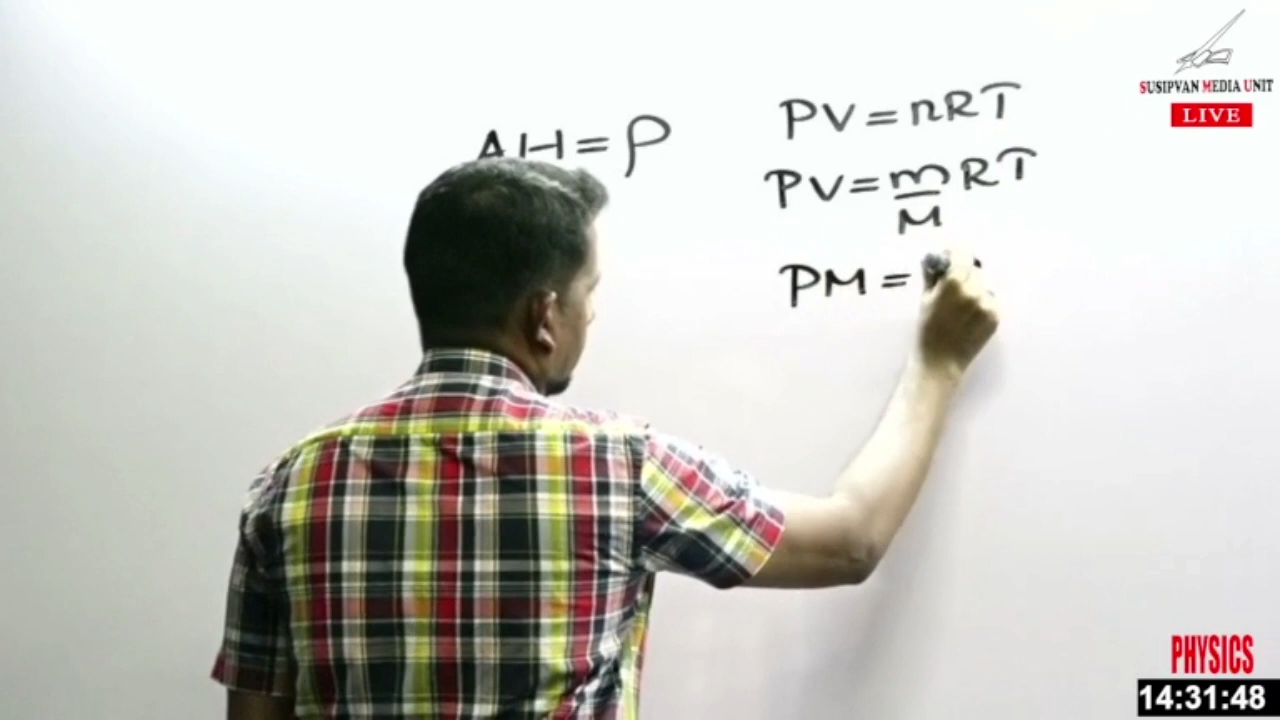 AH=ρ
PV=nRT
PV=m/M RT
PM=
SUSIPVAN MEDIA UNIT
LIVE
PHYSICS
14:31:48